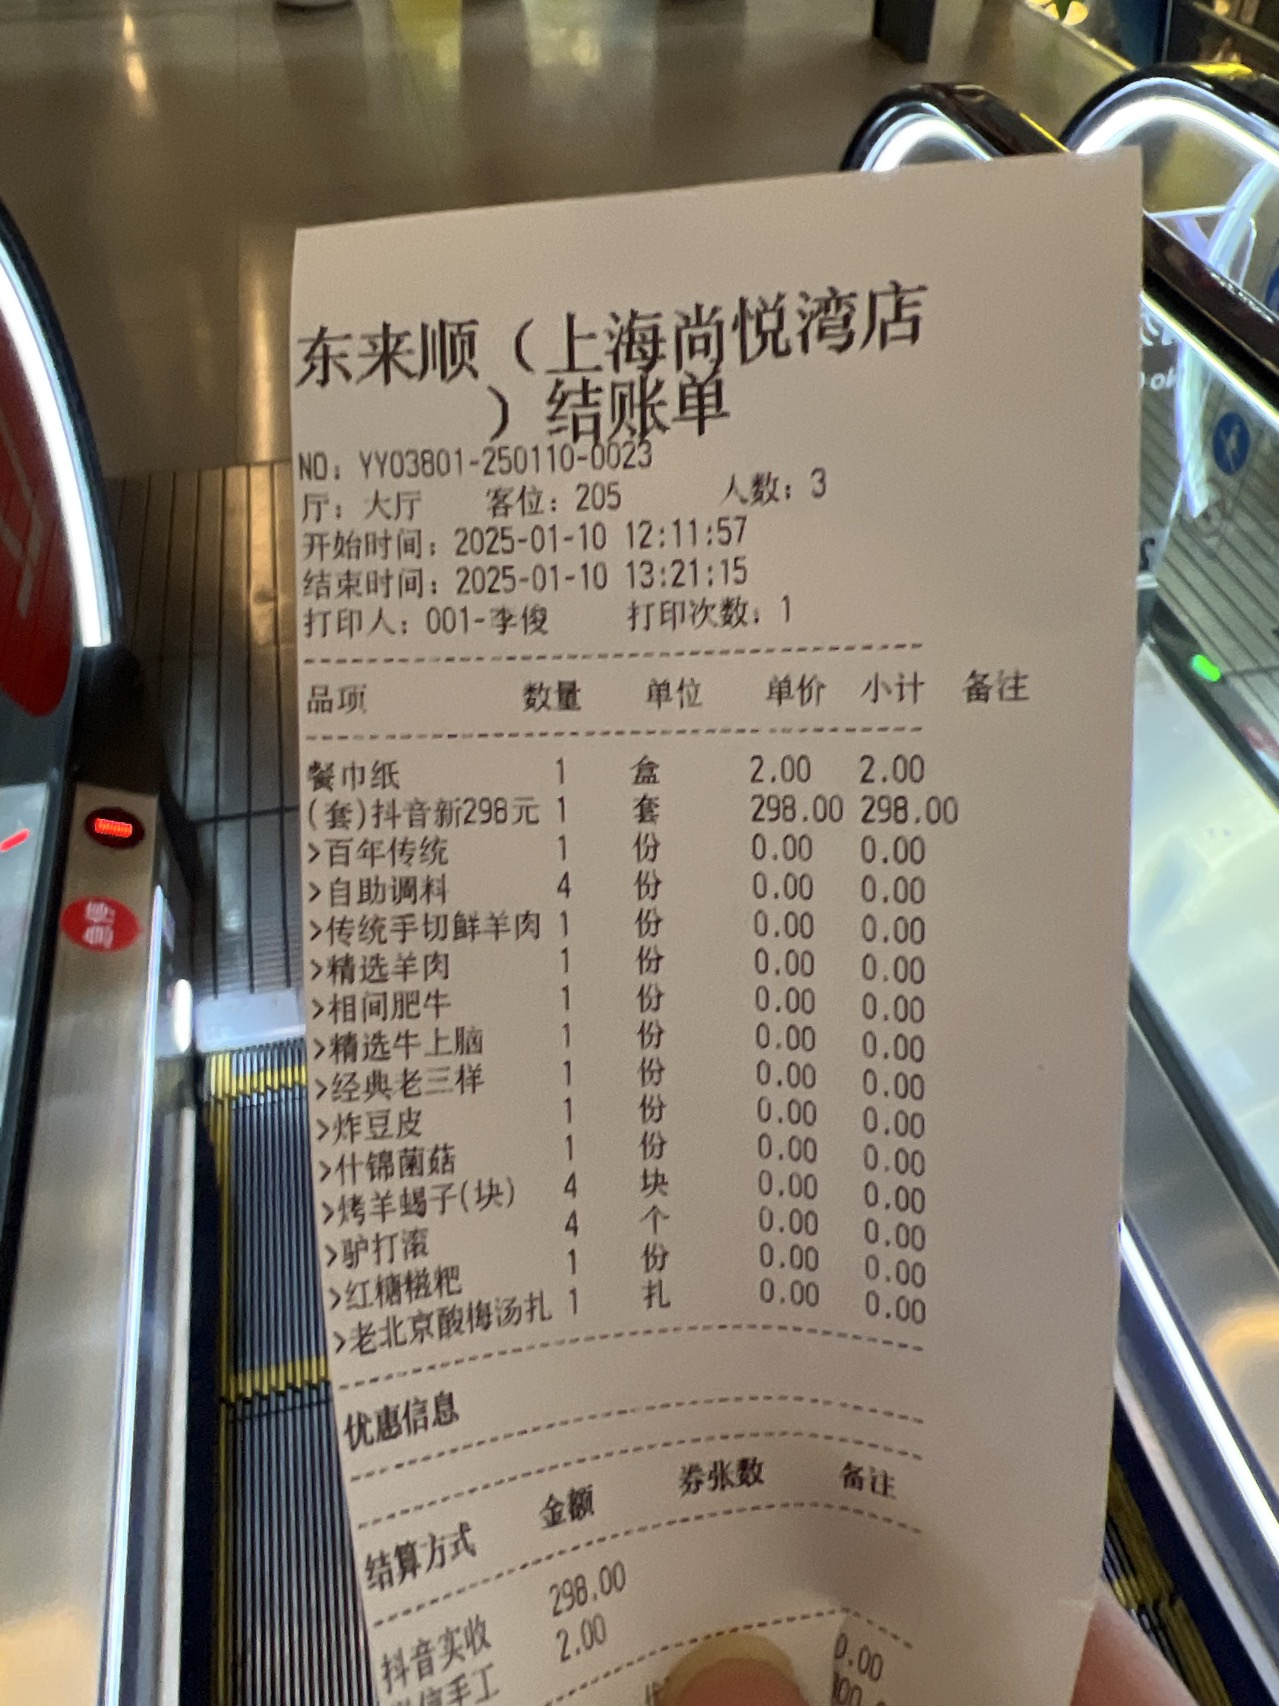 东来顺（上海尚悦湾店
）结账单
NO：YY03801-250110-0023
厅：大厅 客位：205 人数：3
开始时间：2025-01-10 12:11:57
结束时间：2025-01-10 13:21:15
打印人：001-李俊 打印次数：1
品项 数量 单位 单价 小计 备注
餐巾纸 1 盒 2.00 2.00
(套)抖音新298元 1 套 298.00 298.00
>百年传统 1 份 0.00 0.00
>自助调料 4 份 0.00 0.00
>传统手切鲜羊肉 1 份 0.00 0.00
>精选羊肉 1 份 0.00 0.00
>相间肥牛 1 份 0.00 0.00
>精选牛上脑 1 份 0.00 0.00
>经典老三样 1 份 0.00 0.00
>炸豆皮 1 份 0.00 0.00
>什锦菌菇 1 份 0.00 0.00
>烤羊蝎子(块) 4 块 0.00 0.00
>驴打滚 4 个 0.00 0.00
>红糖糍粑 1 份 0.00 0.00
>老北京酸梅汤扎 1 扎 0.00 0.00
优惠信息
结算方式 金额 券张数 备注
抖音实收 298.00
微信手工 2.00
0.00